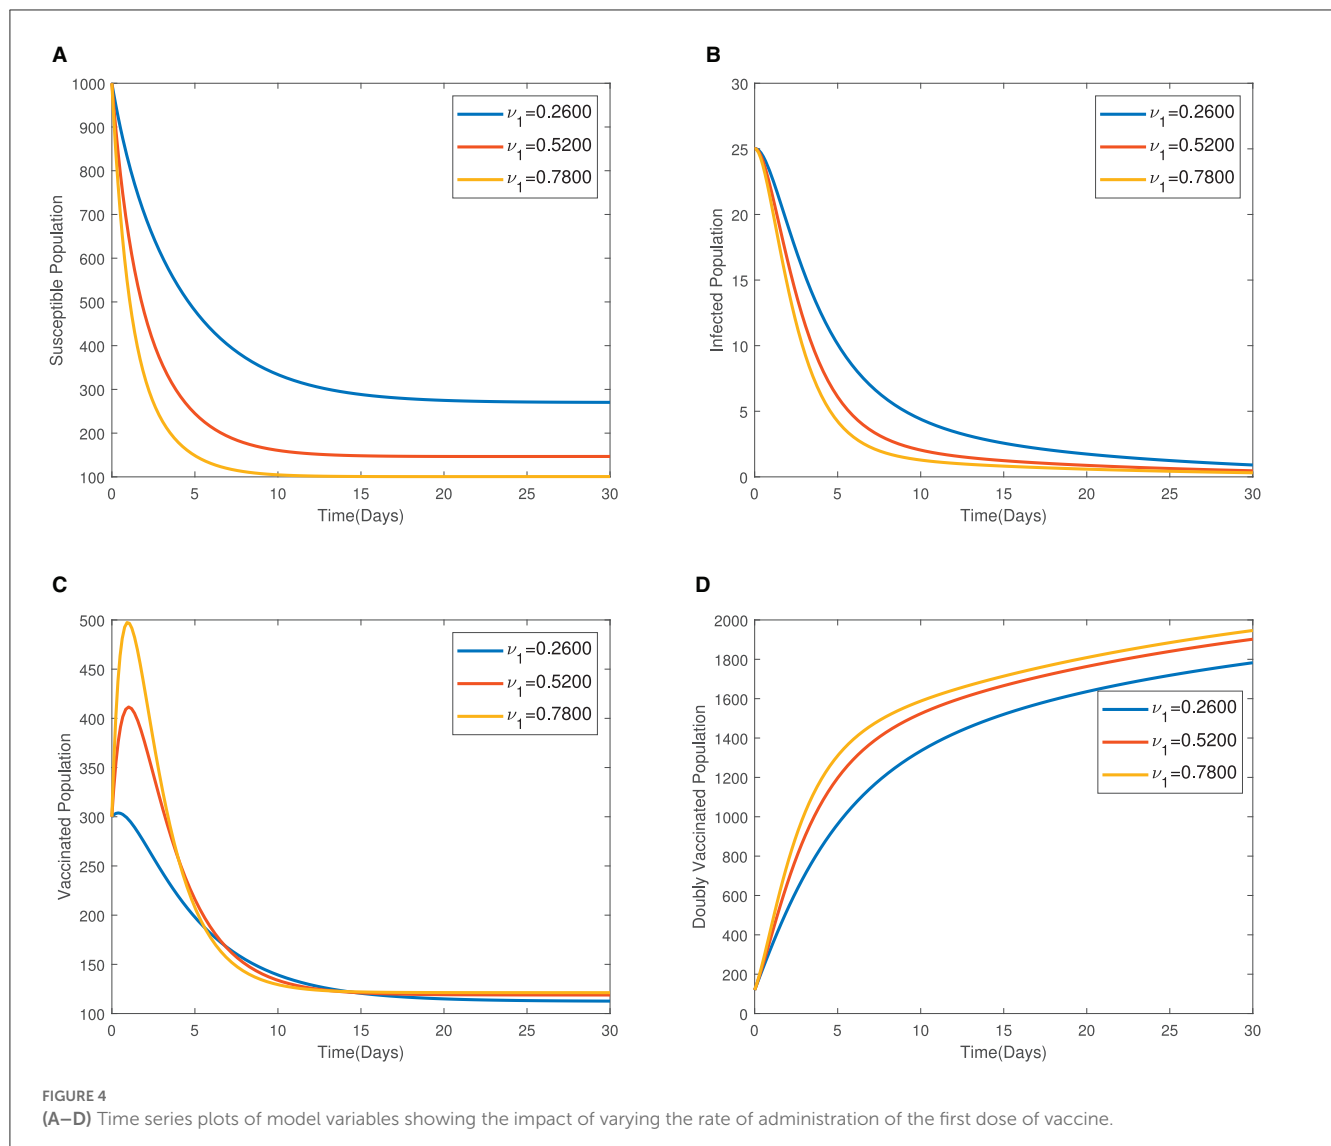 A
1000
900
800
700
600
500
400
300
200
100
0
5
10
15
20
25
30
Susceptible Population
Time(Days)
ν1=0.2600
ν1=0.5200
ν1=0.7800
B
30
25
20
15
10
5
0
0
5
10
15
20
25
30
Infected Population
Time(Days)
ν1=0.2600
ν1=0.5200
ν1=0.7800
C
500
450
400
350
300
250
200
150
100
0
5
10
15
20
25
30
Vaccinated Population
Time(Days)
ν1=0.2600
ν1=0.5200
ν1=0.7800
D
2000
1800
1600
1400
1200
1000
800
600
400
200
0
0
5
10
15
20
25
30
Doubly Vaccinated Population
Time(Days)
ν1=0.2600
ν1=0.5200
ν1=0.7800
FIGURE 4
(A–D) Time series plots of model variables showing the impact of varying the rate of administration of the first dose of vaccine.